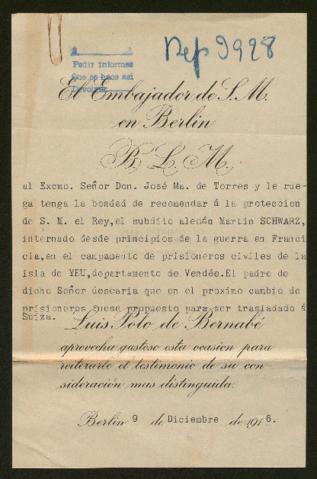 Pedir informes
Que se hace así
Rep 9928
El Embajador de S.M.
en Berlin
B. L. M.
al Excmo. Señor Don. José Ma. de Torres y le rue-
ga tenga la bondad de recomendar á la proteccion
de S. M. el Rey, el subdito alemán Martin SCHWARZ,
internado desde principios de la guerra en Franci-
cia, en el campamento de prisioneros civiles de la
isla de YEU, departamento de Vendée. El padre de
dicho Señor desearia que en el proximo cambio de
prisioneros fuese propuesto para ser trasladado á
Suiza.
Luis Polo de Bernabé
aprovecha gustoso esta ocasion para
reiterarle el testimonio de su con-
sideración mas distinguida.
Berlin 9 de Diciembre de 1916.